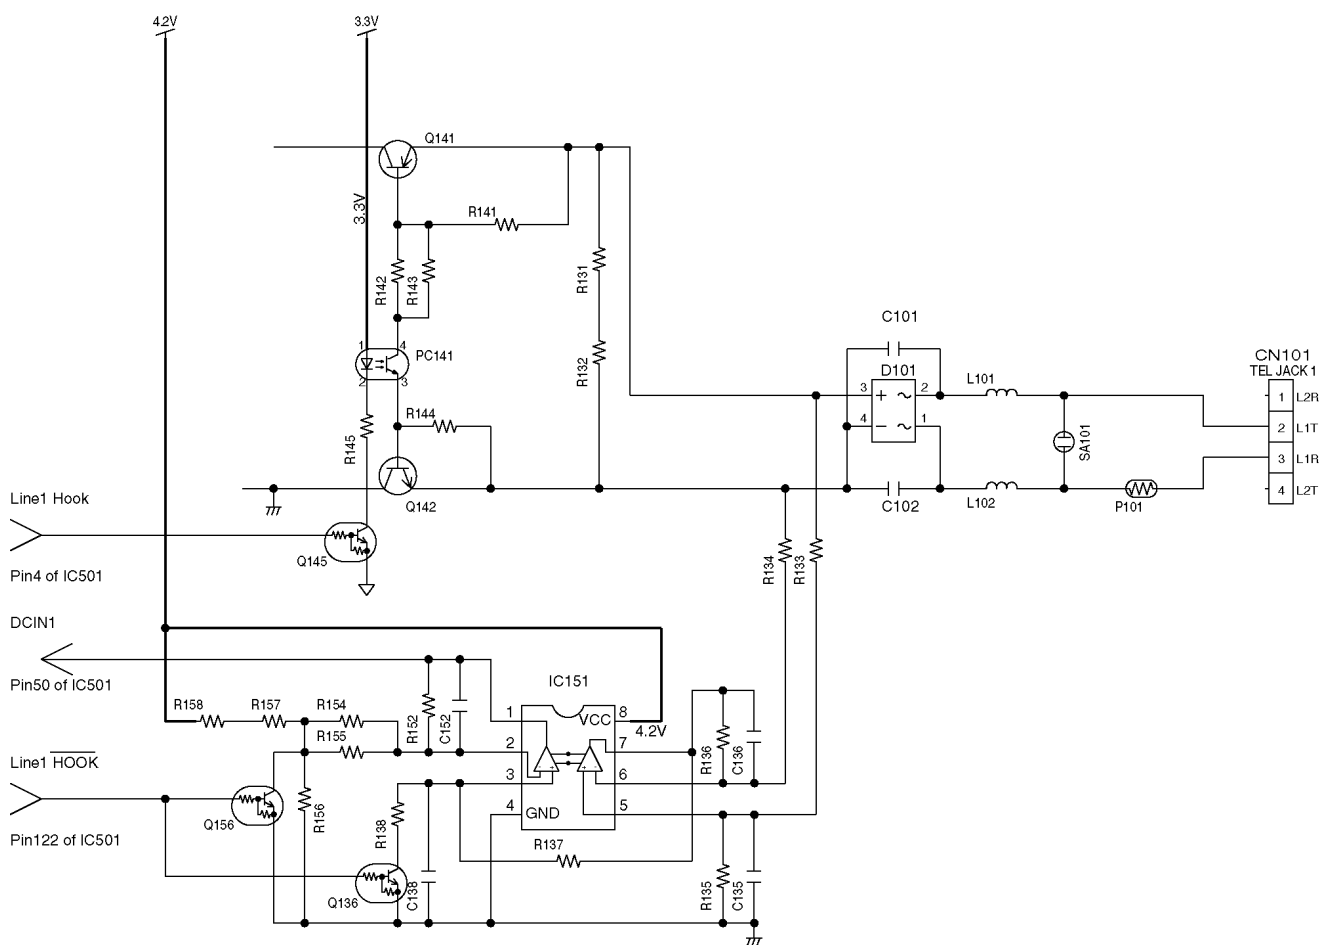 4.2V
3.3V
Q141
3.3V
R141
R142
R143
R131
C101
PC141
1
4
2
3
R132
D101
L101
CN101
TEL JACK 1
3
+
~
2
4
−
~
1
SA101
1
L2R
2
L1T
3
L1R
4
L2T
R144
R145
Line1 Hook
Q142
C102
L102
P101
Q145
Pin4 of IC501
R134
R133
DCIN1
Pin50 of IC501
IC151
R158
R157
R154
R152
C152
1
VCC
8
4.2V
R155
2
7
R136
C136
Line1 HOOK
3
6
- +
+ -
4
GND
5
Q156
R156
R138
Pin122 of IC501
R137
Q136
C138
R135
C135